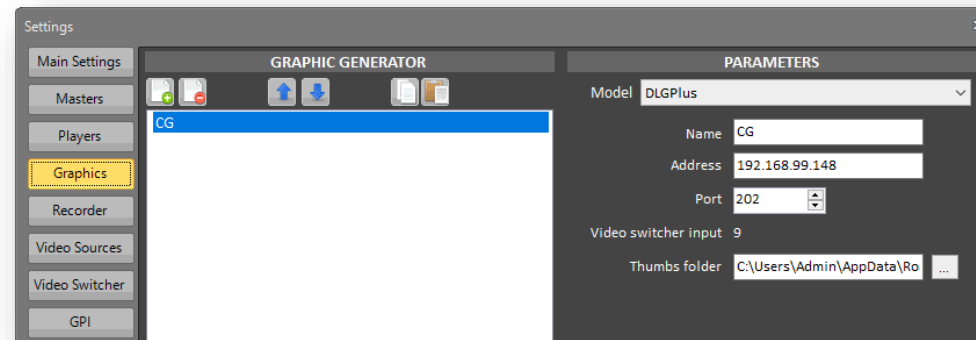 Settings
Main Settings
Masters
Players
Graphics
Recorder
Video Sources
Video Switcher
GPI
GRAPHIC GENERATOR
CG
PARAMETERS
Model DLGPlus
Name CG
Address 192.168.99.148
Port 202
Video switcher input 9
Thumbs folder C:\Users\Admin\AppData\Ro
...